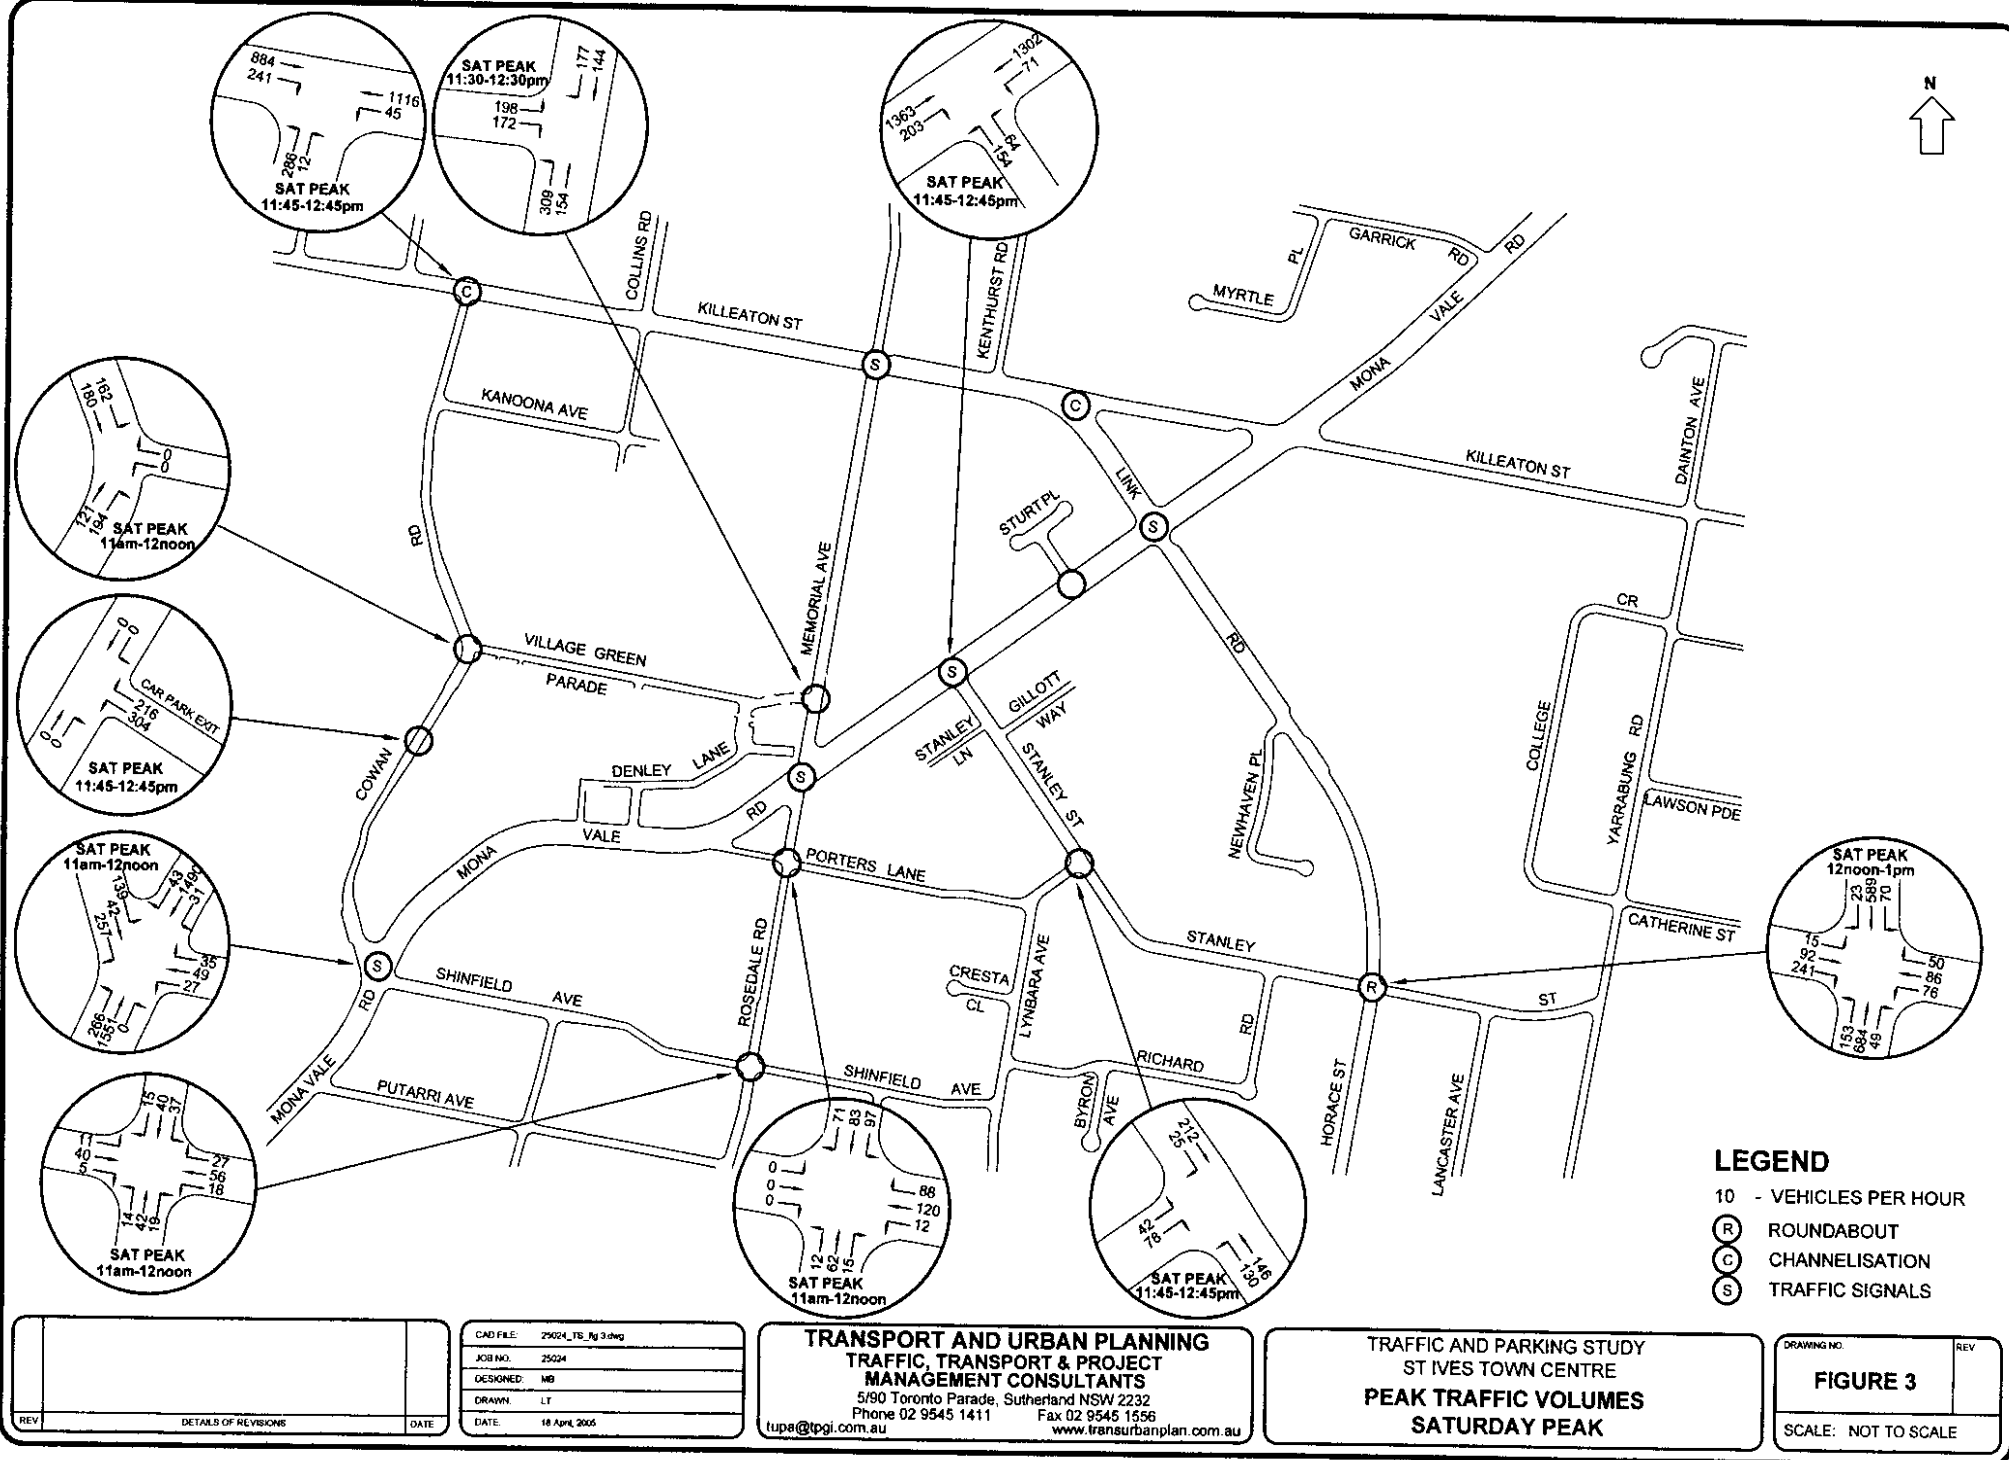 884
241
1116
45
286
12
SAT PEAK
11:45-12:45pm
SAT PEAK
11:30-12:30pm
177
144
198
172
309
154
1302
71
1363
203
64
154
SAT PEAK
11:45-12:45pm
N
COLLINS RD
KILLEATON ST
KENTHURST RD
GARRICK RD
MYRTLE PL
MONA VALE RD
C
S
C
KANOONA AVE
KILLEATON ST
DAINTON AVE
162
180
0
0
121
194
SAT PEAK
11am-12noon
RD
LINK
STURT PL
S
MEMORIAL AVE
RD
CR
VILLAGE GREEN
PARADE
0
0
CAR PARK EXIT
216
304
0
0
SAT PEAK
11:45-12:45pm
S
STANLEY
LN
GILLOTT
WAY
COWAN
DENLEY LANE
S
STANLEY ST
NEWHAVEN PL
COLLEGE
YARRABUNG RD
LAWSON PDE
VALE
RD
MONA
PORTERS LANE
SAT PEAK
11am-12noon
139
42
257
43
1490
31
35
49
27
266
1551
0
S
SHINFIELD AVE
RD
MONA VALE
PUTARRI AVE
ROSEDALE RD
CRESTA
CL
LYNBARA AVE
STANLEY
ST
RD
RICHARD
R
CATHERINE ST
SAT PEAK
12noon-1pm
23
589
70
15
92
241
50
86
76
153
684
49
SHINFIELD AVE
BYRON
AVE
HORACE ST
LANCASTER AVE
15
40
37
11
40
5
27
56
18
14
42
19
SAT PEAK
11am-12noon
71
83
97
0
0
0
88
120
12
12
62
15
SAT PEAK
11am-12noon
212
25
42
78
146
130
SAT PEAK
11:45-12:45pm
LEGEND
10 - VEHICLES PER HOUR
R ROUNDABOUT
C CHANNELISATION
S TRAFFIC SIGNALS
REV DETAILS OF REVISIONS DATE
CAD FILE: 25024_TS_fig 3.dwg
JOB NO. 25024
DESIGNED: MB
DRAWN. LT
DATE. 18 April, 2005
TRANSPORT AND URBAN PLANNING
TRAFFIC, TRANSPORT & PROJECT
MANAGEMENT CONSULTANTS
5/90 Toronto Parade, Sutherland NSW 2232
Phone 02 9545 1411 Fax 02 9545 1556
tupa@tpgi.com.au www.transurbanplan.com.au
TRAFFIC AND PARKING STUDY
ST IVES TOWN CENTRE
PEAK TRAFFIC VOLUMES
SATURDAY PEAK
DRAWING NO. REV
FIGURE 3
SCALE: NOT TO SCALE